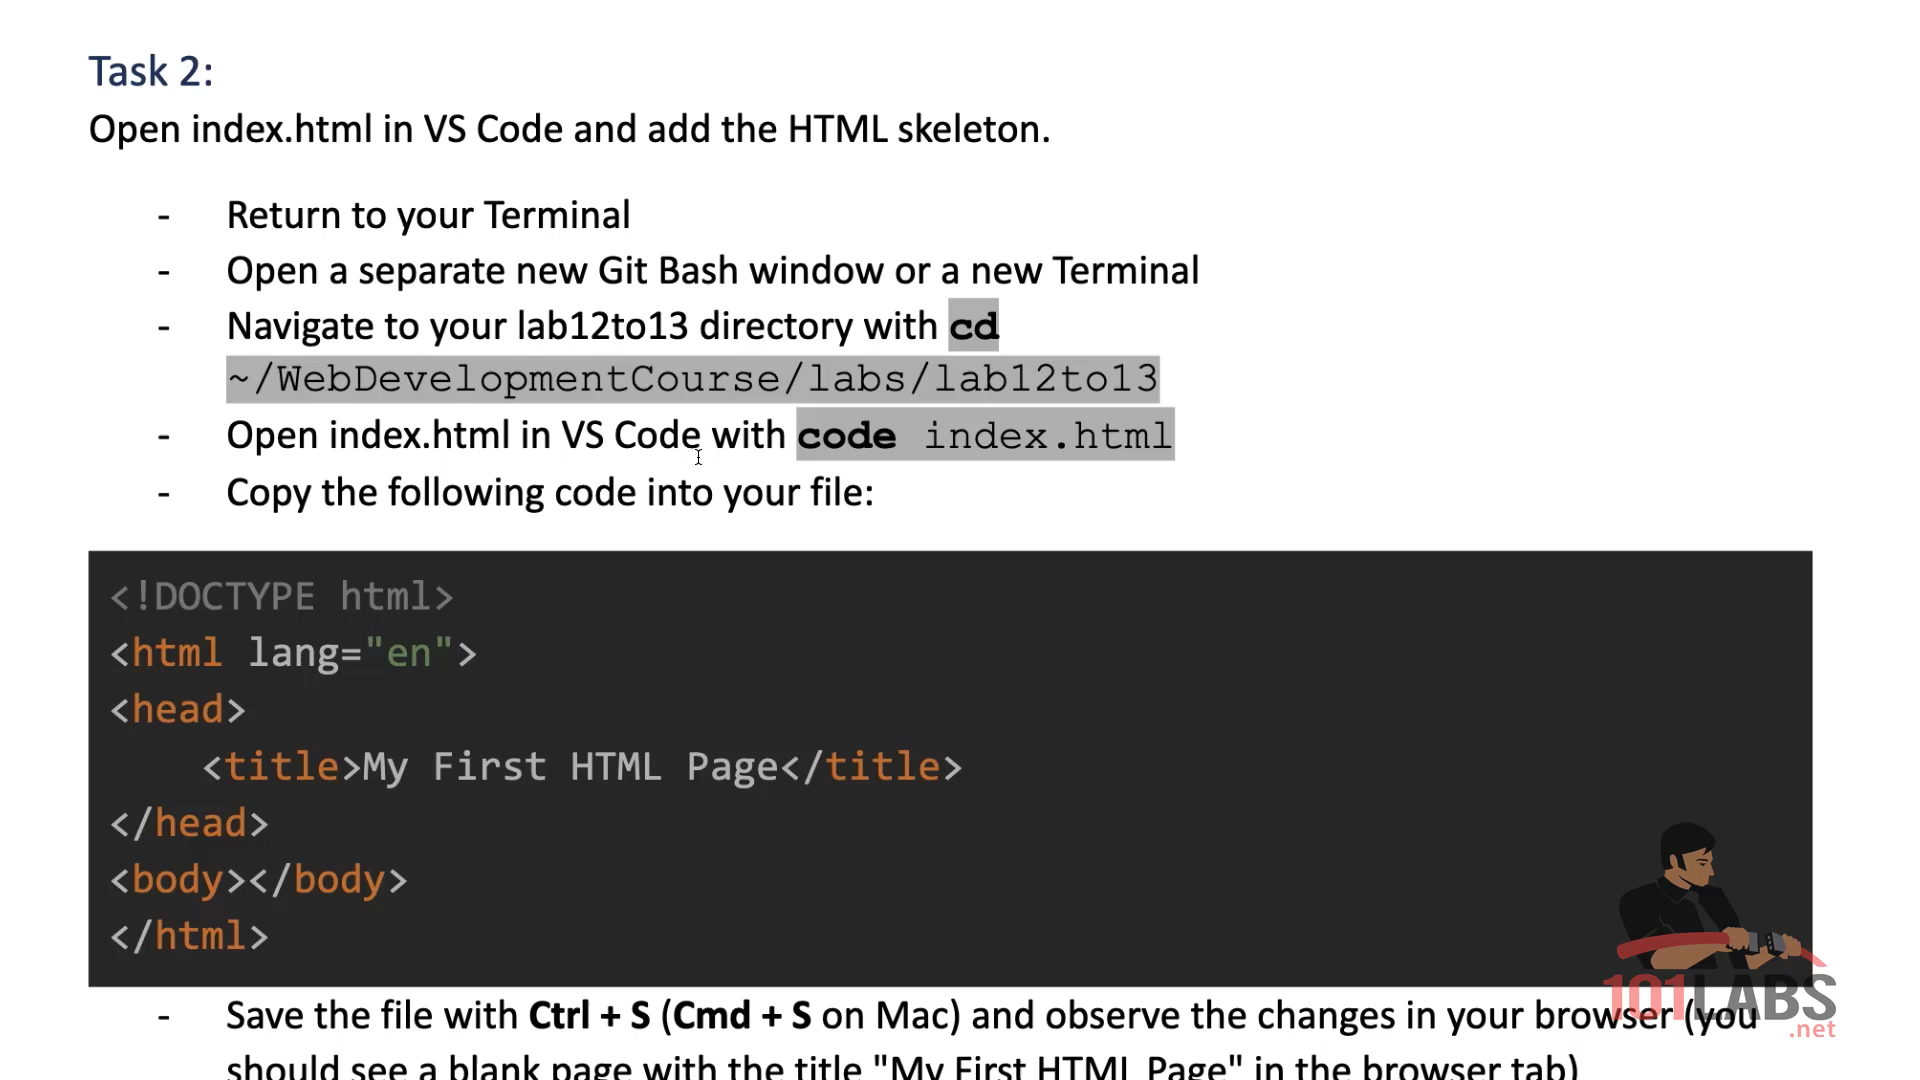 Task 2:
Open index.html in VS Code and add the HTML skeleton.
- Return to your Terminal
- Open a separate new Git Bash window or a new Terminal
- Navigate to your lab12to13 directory with cd
~/WebDevelopmentCourse/labs/lab12to13
- Open index.html in VS Code with code index.html
- Copy the following code into your file:
<!DOCTYPE html>
<html lang="en">
<head>
    <title>My First HTML Page</title>
</head>
<body></body>
</html>
101LABS
.net
- Save the file with Ctrl + S (Cmd + S on Mac) and observe the changes in your browser (you
should see a blank page with the title "My First HTML Page" in the browser tab)